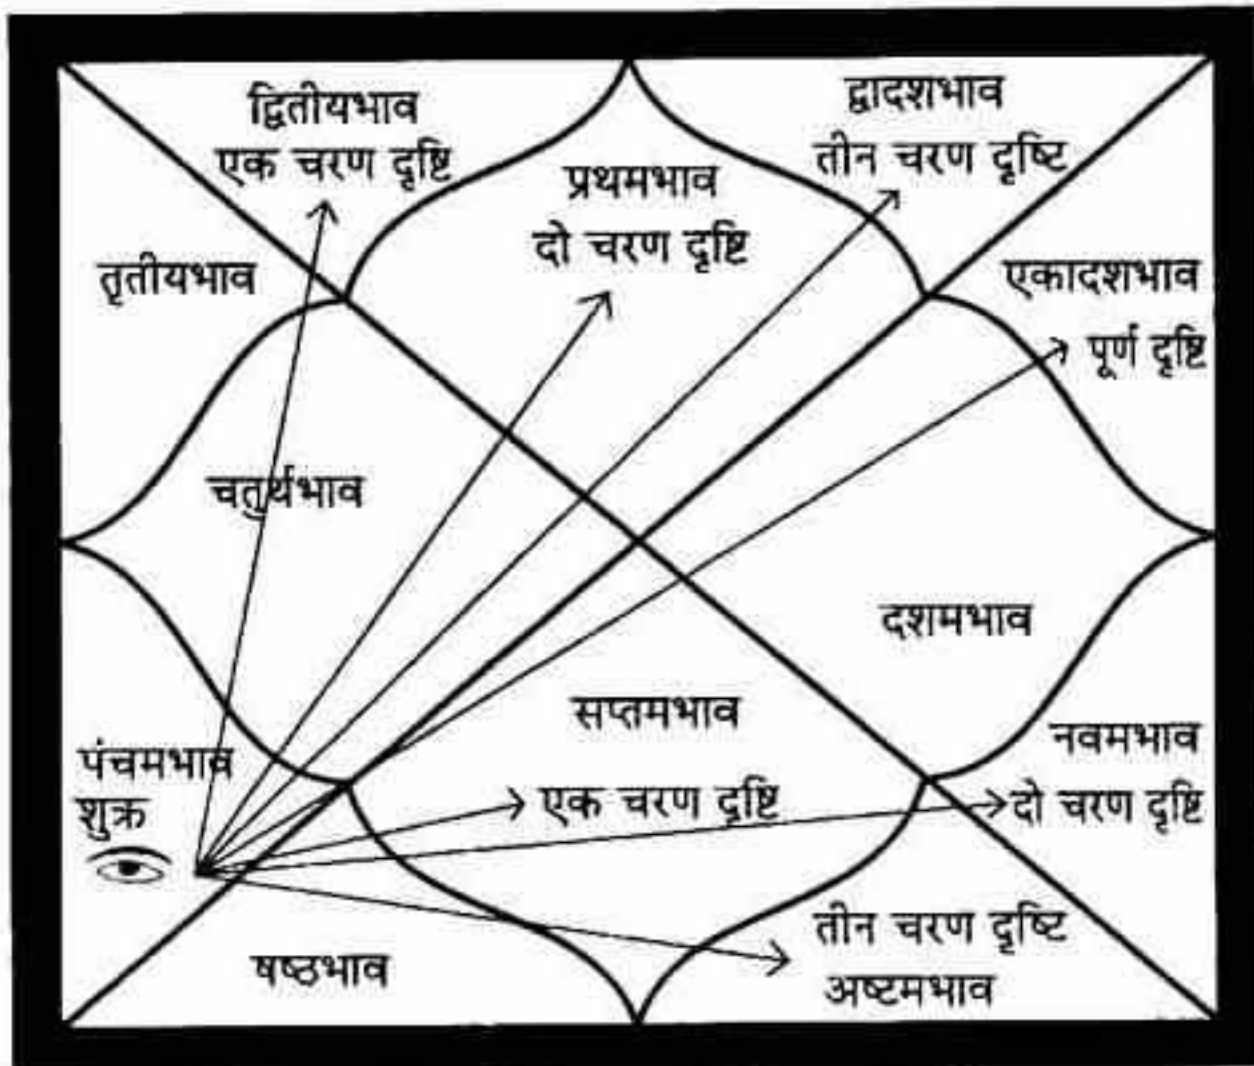 द्वितीयभाव
एक चरण दृष्टि
द्वादशभाव
तीन चरण दृष्टि
प्रथमभाव
दो चरण दृष्टि
तृतीयभाव
एकादशभाव
पूर्ण दृष्टि
चतुर्थभाव
दशमभाव
सप्तमभाव
एक चरण दृष्टि
पंचमभाव
शुक्र
नवमभाव
दो चरण दृष्टि
षष्ठभाव
तीन चरण दृष्टि
अष्टमभाव